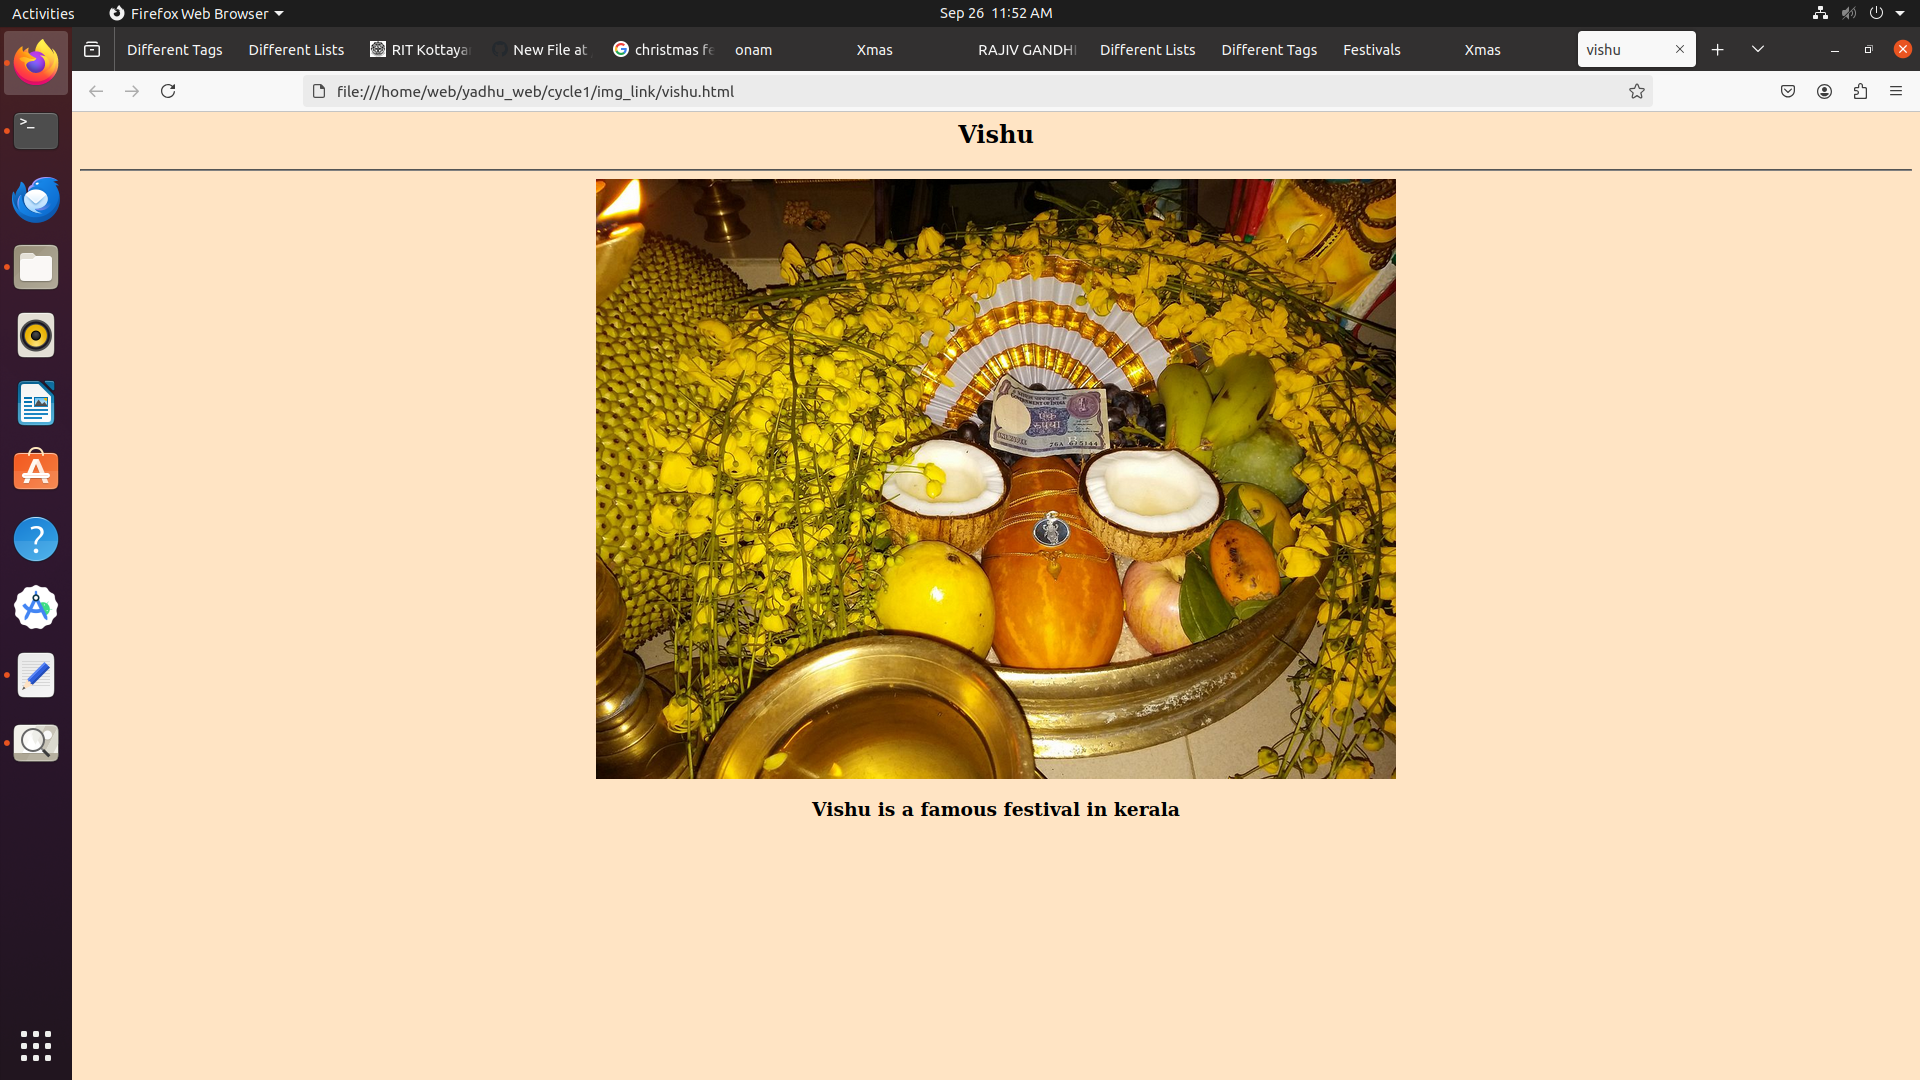 Activities
Firefox Web Browser
Sep 26 11:52 AM
Different Tags
Different Lists
RIT Kottaya
New File at
christmas fe
onam
Xmas
RAJIV GANDHI
Different Lists
Different Tags
Festivals
Xmas
vishu
file:///home/web/yadhu_web/cycle1/img_link/vishu.html
Vishu
एक
रुपया
Vishu is a famous festival in kerala